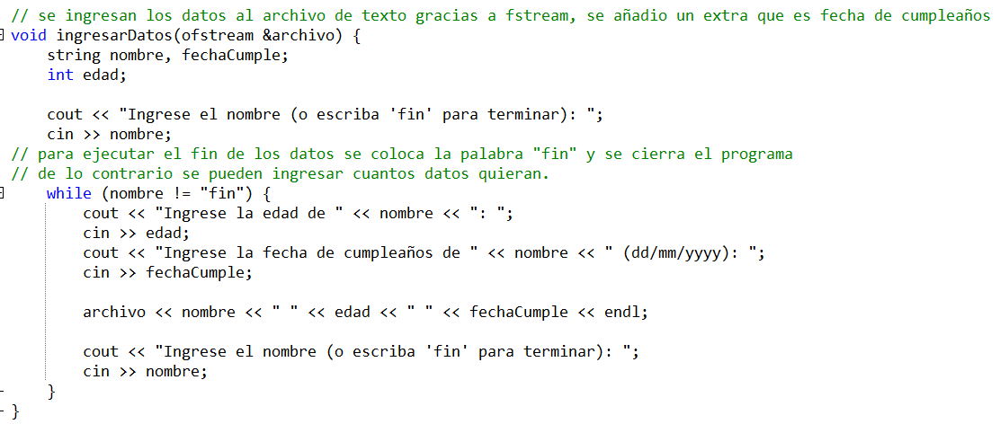 // se ingresan los datos al archivo de texto gracias a fstream, se añadio un extra que es fecha de cumpleaños
void ingresarDatos(ofstream &archivo) {
    string nombre, fechaCumple;
    int edad;

    cout << "Ingrese el nombre (o escriba 'fin' para terminar): ";
    cin >> nombre;
// para ejecutar el fin de los datos se coloca la palabra "fin" y se cierra el programa
// de lo contrario se pueden ingresar cuantos datos quieran.
    while (nombre != "fin") {
        cout << "Ingrese la edad de " << nombre << ": ";
        cin >> edad;
        cout << "Ingrese la fecha de cumpleaños de " << nombre << " (dd/mm/yyyy): ";
        cin >> fechaCumple;

        archivo << nombre << " " << edad << " " << fechaCumple << endl;

        cout << "Ingrese el nombre (o escriba 'fin' para terminar): ";
        cin >> nombre;
    }
}